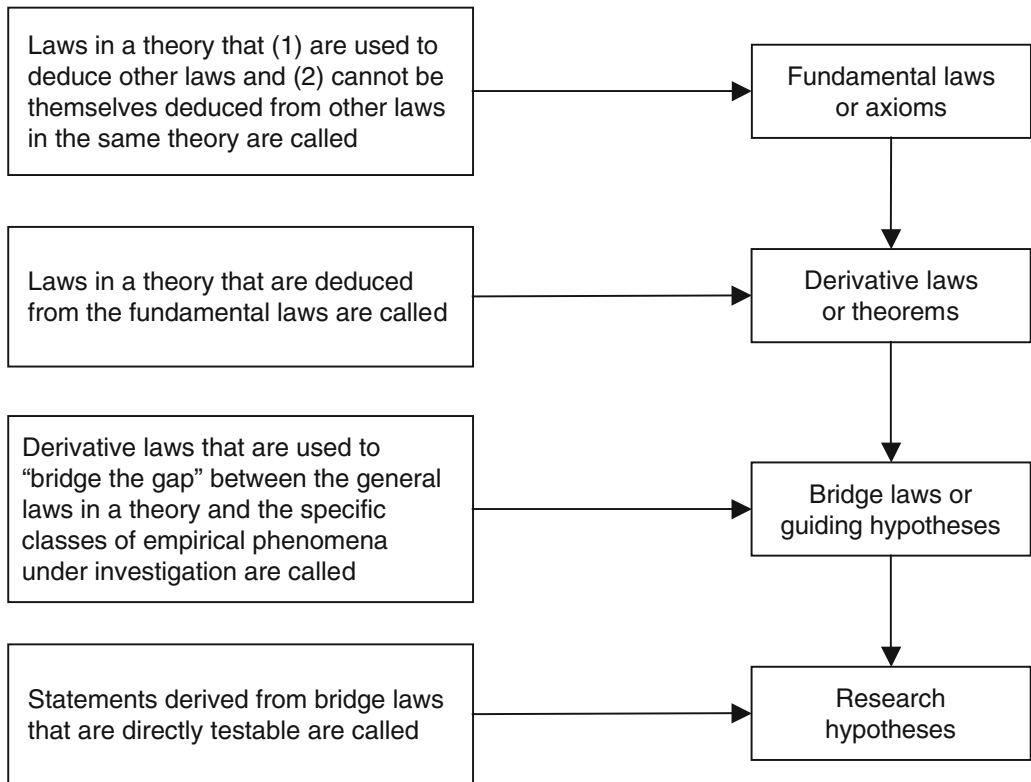 Laws in a theory that (1) are used to
deduce other laws and (2) cannot be
themselves deduced from other laws
in the same theory are called
Fundamental laws
or axioms
Laws in a theory that are deduced
from the fundamental laws are called
Derivative laws
or theorems
Derivative laws that are used to
“bridge the gap” between the general
laws in a theory and the specific
classes of empirical phenomena
under investigation are called
Bridge laws or
guiding hypotheses
Statements derived from bridge laws
that are directly testable are called
Research
hypotheses